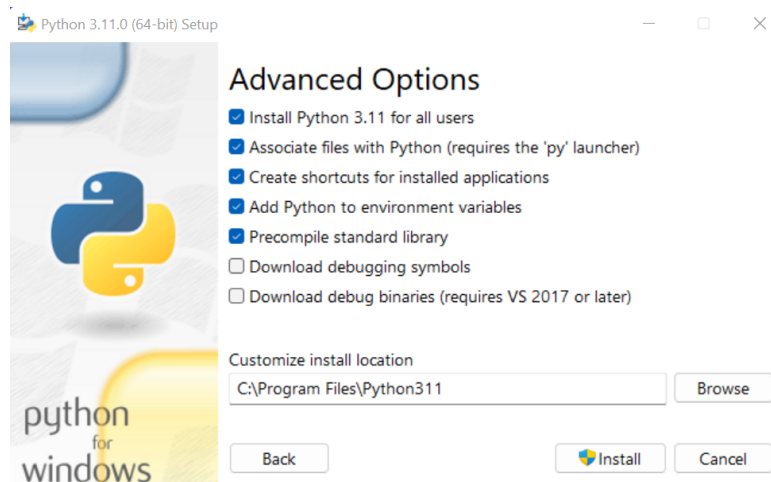 Python 3.11.0 (64-bit) Setup
Advanced Options
Install Python 3.11 for all users
Associate files with Python (requires the 'py' launcher)
Create shortcuts for installed applications
Add Python to environment variables
Precompile standard library
Download debugging symbols
Download debug binaries (requires VS 2017 or later)
Customize install location
C:\Program Files\Python311
Browse
python
for
windows
Back
Install
Cancel